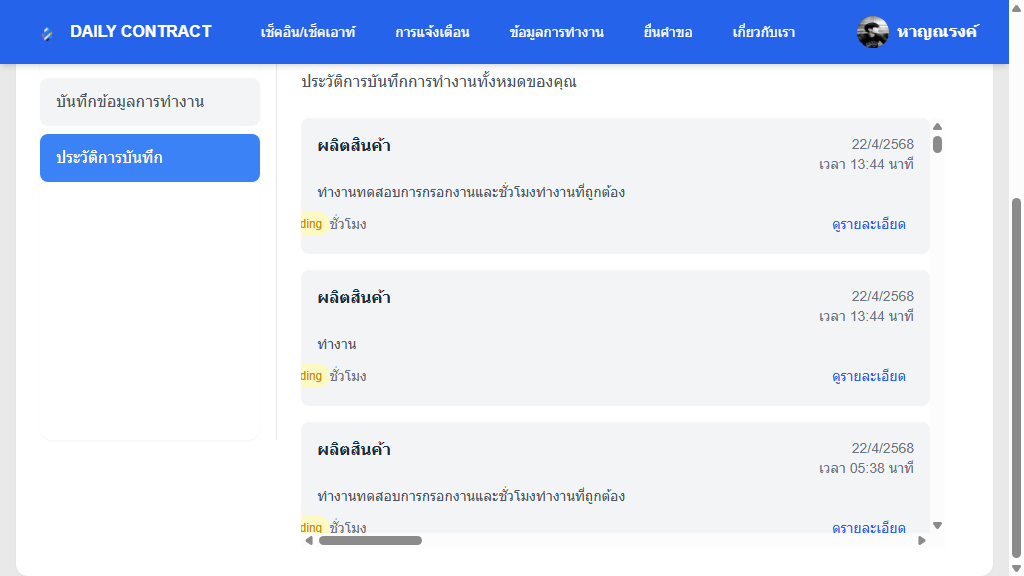 DAILY CONTRACT
เช็คอิน/เช็คเอาท์
การแจ้งเตือน
ข้อมูลการทำงาน
ยื่นคำขอ
เกี่ยวกับเรา
หาญณรงค์
บันทึกข้อมูลการทำงาน
ประวัติการบันทึก
ประวัติการบันทึกการทำงานทั้งหมดของคุณ
ผลิตสินค้า
22/4/2568
เวลา 13:44 นาที
ทำงานทดสอบการกรอกงานและชั่วโมงทำงานที่ถูกต้อง
ding ชั่วโมง
ดูรายละเอียด
ผลิตสินค้า
22/4/2568
เวลา 13:44 นาที
ทำงาน
ding ชั่วโมง
ดูรายละเอียด
ผลิตสินค้า
22/4/2568
เวลา 05:38 นาที
ทำงานทดสอบการกรอกงานและชั่วโมงทำงานที่ถูกต้อง
ding ชั่วโมง
ดูรายละเอียด